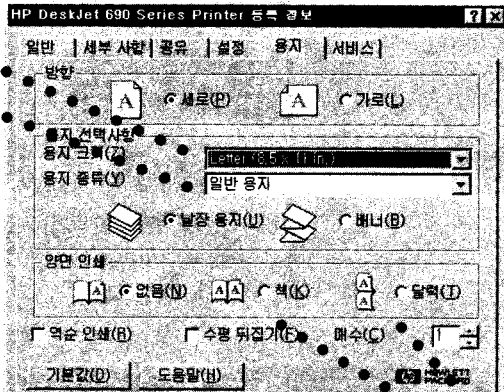 HP DeskJet 690 Series Printer 등록 정보
일반 세부 사항 공유 설정 용지 서비스
방향
세로(P) 가로(L)
용지 선택사항
용지 크기(Z) Letter (8.5 x 11 in.)
용지 종류(Y) 일반 용지
낱장 용지(U) 배너(B)
양면 인쇄
없음(N) 책(K) 달력(T)
역순 인쇄(R) 수평 뒤집기(F) 매수(C) 1
기본값(D) 도움말(H) HEWLETT
PACKARD